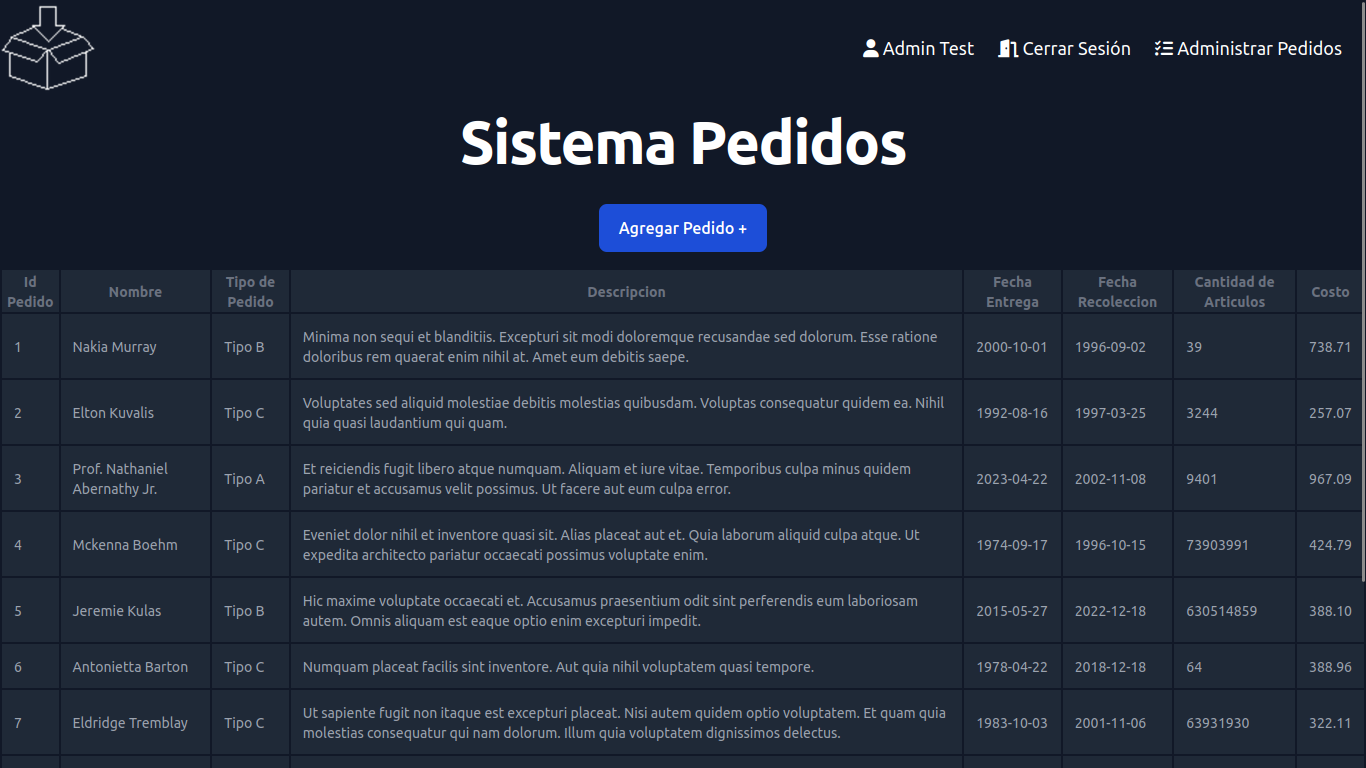 Admin Test Cerrar Sesión Administrar Pedidos
Sistema Pedidos
Agregar Pedido +
Id Pedido Nombre Tipo de Pedido Descripcion Fecha Entrega Fecha Recoleccion Cantidad de Articulos Costo
1 Nakia Murray Tipo B Minima non sequi et blanditiis. Excepturi sit modi doloremque recusandae sed dolorum. Esse ratione doloribus rem quaerat enim nihil at. Amet eum debitis saepe. 2000-10-01 1996-09-02 39 738.71
2 Elton Kuvalis Tipo C Voluptates sed aliquid molestiae debitis molestias quibusdam. Voluptas consequatur quidem ea. Nihil quia quasi laudantium qui quam. 1992-08-16 1997-03-25 3244 257.07
3 Prof. Nathaniel Abernathy Jr. Tipo A Et reiciendis fugit libero atque numquam. Aliquam et iure vitae. Temporibus culpa minus quidem pariatur et accusamus velit possimus. Ut facere aut eum culpa error. 2023-04-22 2002-11-08 9401 967.09
4 Mckenna Boehm Tipo C Eveniet dolor nihil et inventore quasi sit. Alias placeat aut et. Quia laborum aliquid culpa atque. Ut expedita architecto pariatur occaecati possimus voluptate enim. 1974-09-17 1996-10-15 73903991 424.79
5 Jeremie Kulas Tipo B Hic maxime voluptate occaecati et. Accusamus praesentium odit sint perferendis eum laboriosam autem. Omnis aliquam est eaque optio enim excepturi impedit. 2015-05-27 2022-12-18 630514859 388.10
6 Antonietta Barton Tipo C Numquam placeat facilis sint inventore. Aut quia nihil voluptatem quasi tempore. 1978-04-22 2018-12-18 64 388.96
7 Eldridge Tremblay Tipo C Ut sapiente fugit non itaque est excepturi placeat. Nisi autem quidem optio voluptatem. Et quam quia molestias consequatur qui nam dolorum. Illum quia voluptatem dignissimos delectus. 1983-10-03 2001-11-06 63931930 322.11